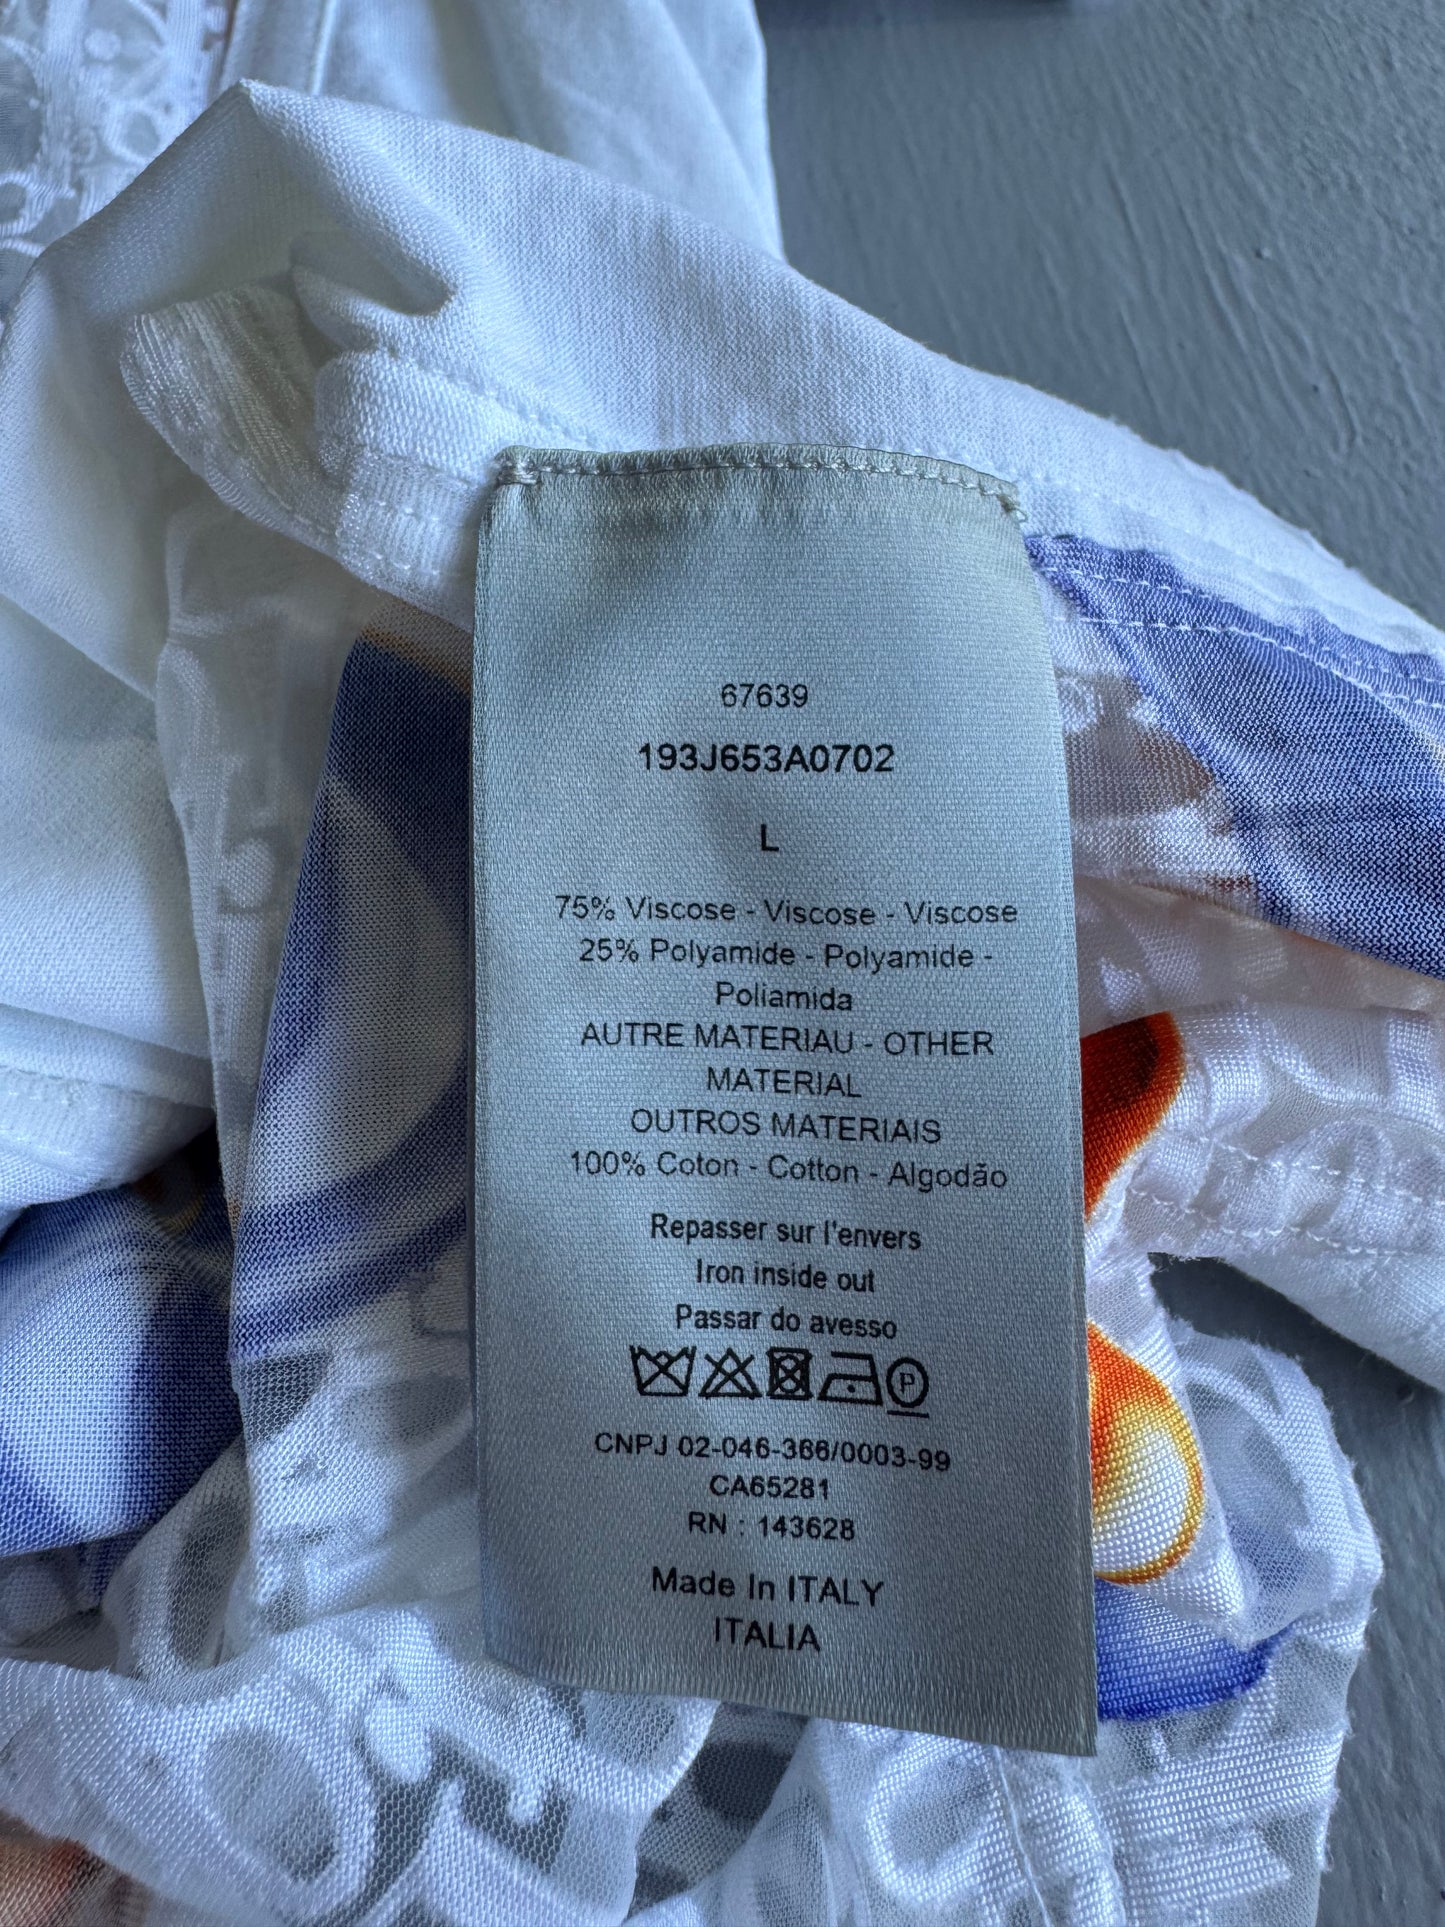 67639
193J653A0702
L
75% Viscose - Viscose - Viscose
25% Polyamide - Polyamide -
Poliamida
AUTRE MATERIAU - OTHER
MATERIAL
OUTROS MATERIAIS
100% Coton - Cotton - Algodão
Repasser sur l'envers
Iron inside out
Passar do avesso
P
CNPJ 02-046-366/0003-99
CA65281
RN : 143628
Made In ITALY
ITALIA